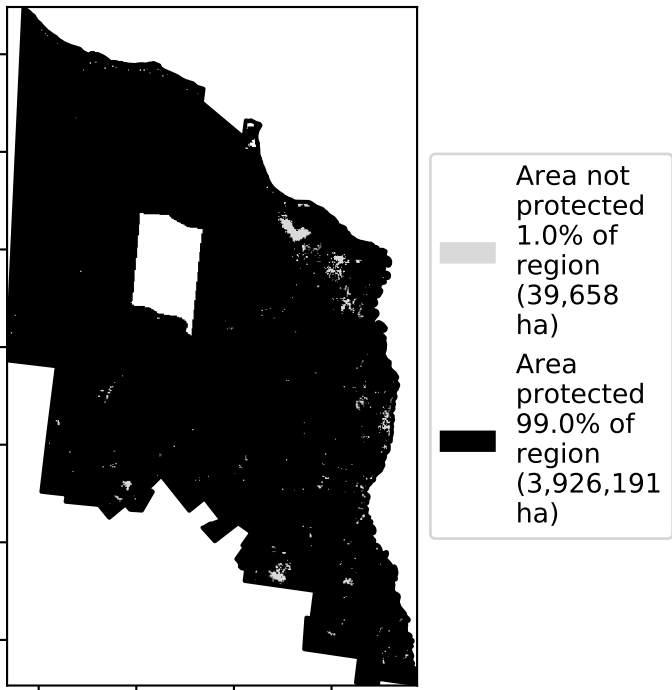 Area not
protected
1.0% of
region
(39,658
ha)
Area
protected
99.0% of
region
(3,926,191
ha)